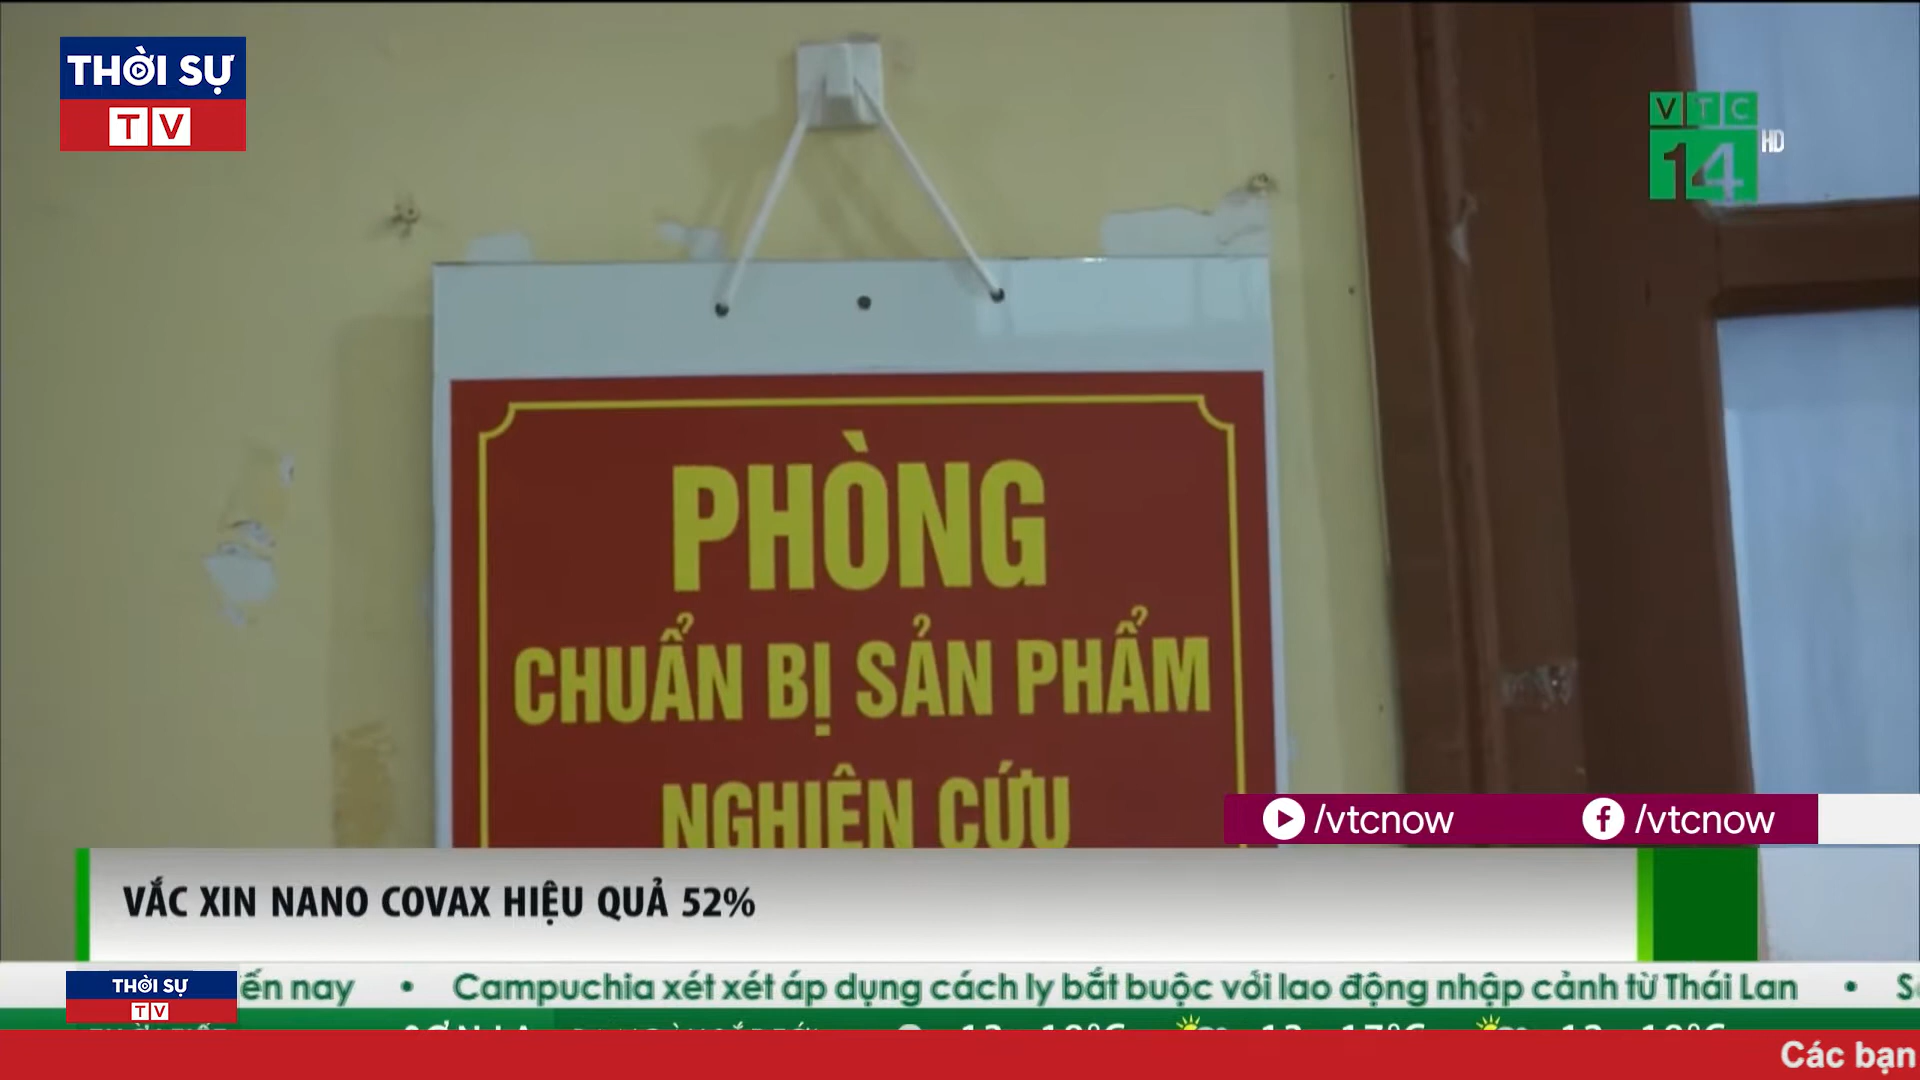 THỜI SỰ
TV
VTC
14
HD
PHÒNG
CHUẨN BỊ SẢN PHẨM
NGHIÊN CỨU
/vtcnow
/vtcnow
VẮC XIN NANO COVAX HIỆU QUẢ 52%
THỜI SỰ
TV
nay • Campuchia xét xét áp dụng cách ly bắt buộc với lao động nhập cảnh từ Thái Lan •
Các bạn